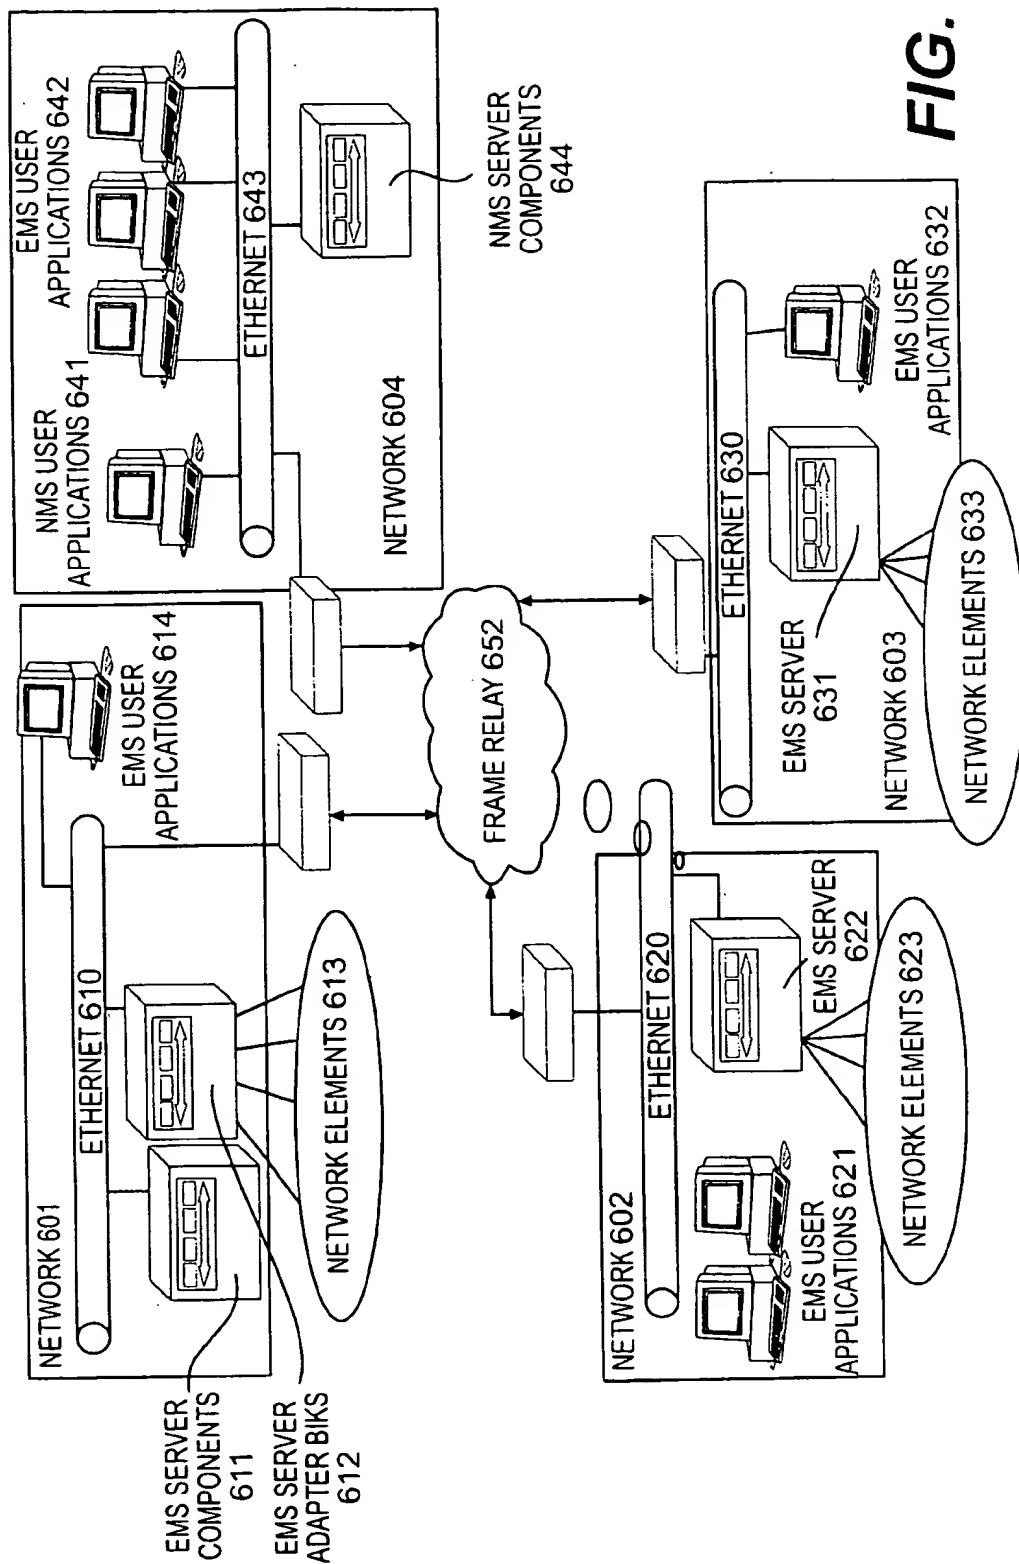 NETWORK 601
ETHERNET 610
EMS USER
APPLICATIONS 614
EMS SERVER
COMPONENTS
611
EMS SERVER
ADAPTER BIKS
612
NETWORK ELEMENTS 613
NMS USER
APPLICATIONS 641
EMS USER
APPLICATIONS 642
ETHERNET 643
NETWORK 604
NMS SERVER
COMPONENTS
644
FRAME RELAY 652
NETWORK 602
ETHERNET 620
EMS USER
APPLICATIONS 621
EMS SERVER
622
NETWORK ELEMENTS 623
ETHERNET 630
EMS SERVER
631
EMS USER
APPLICATIONS 632
NETWORK 603
NETWORK ELEMENTS 633
FIG.